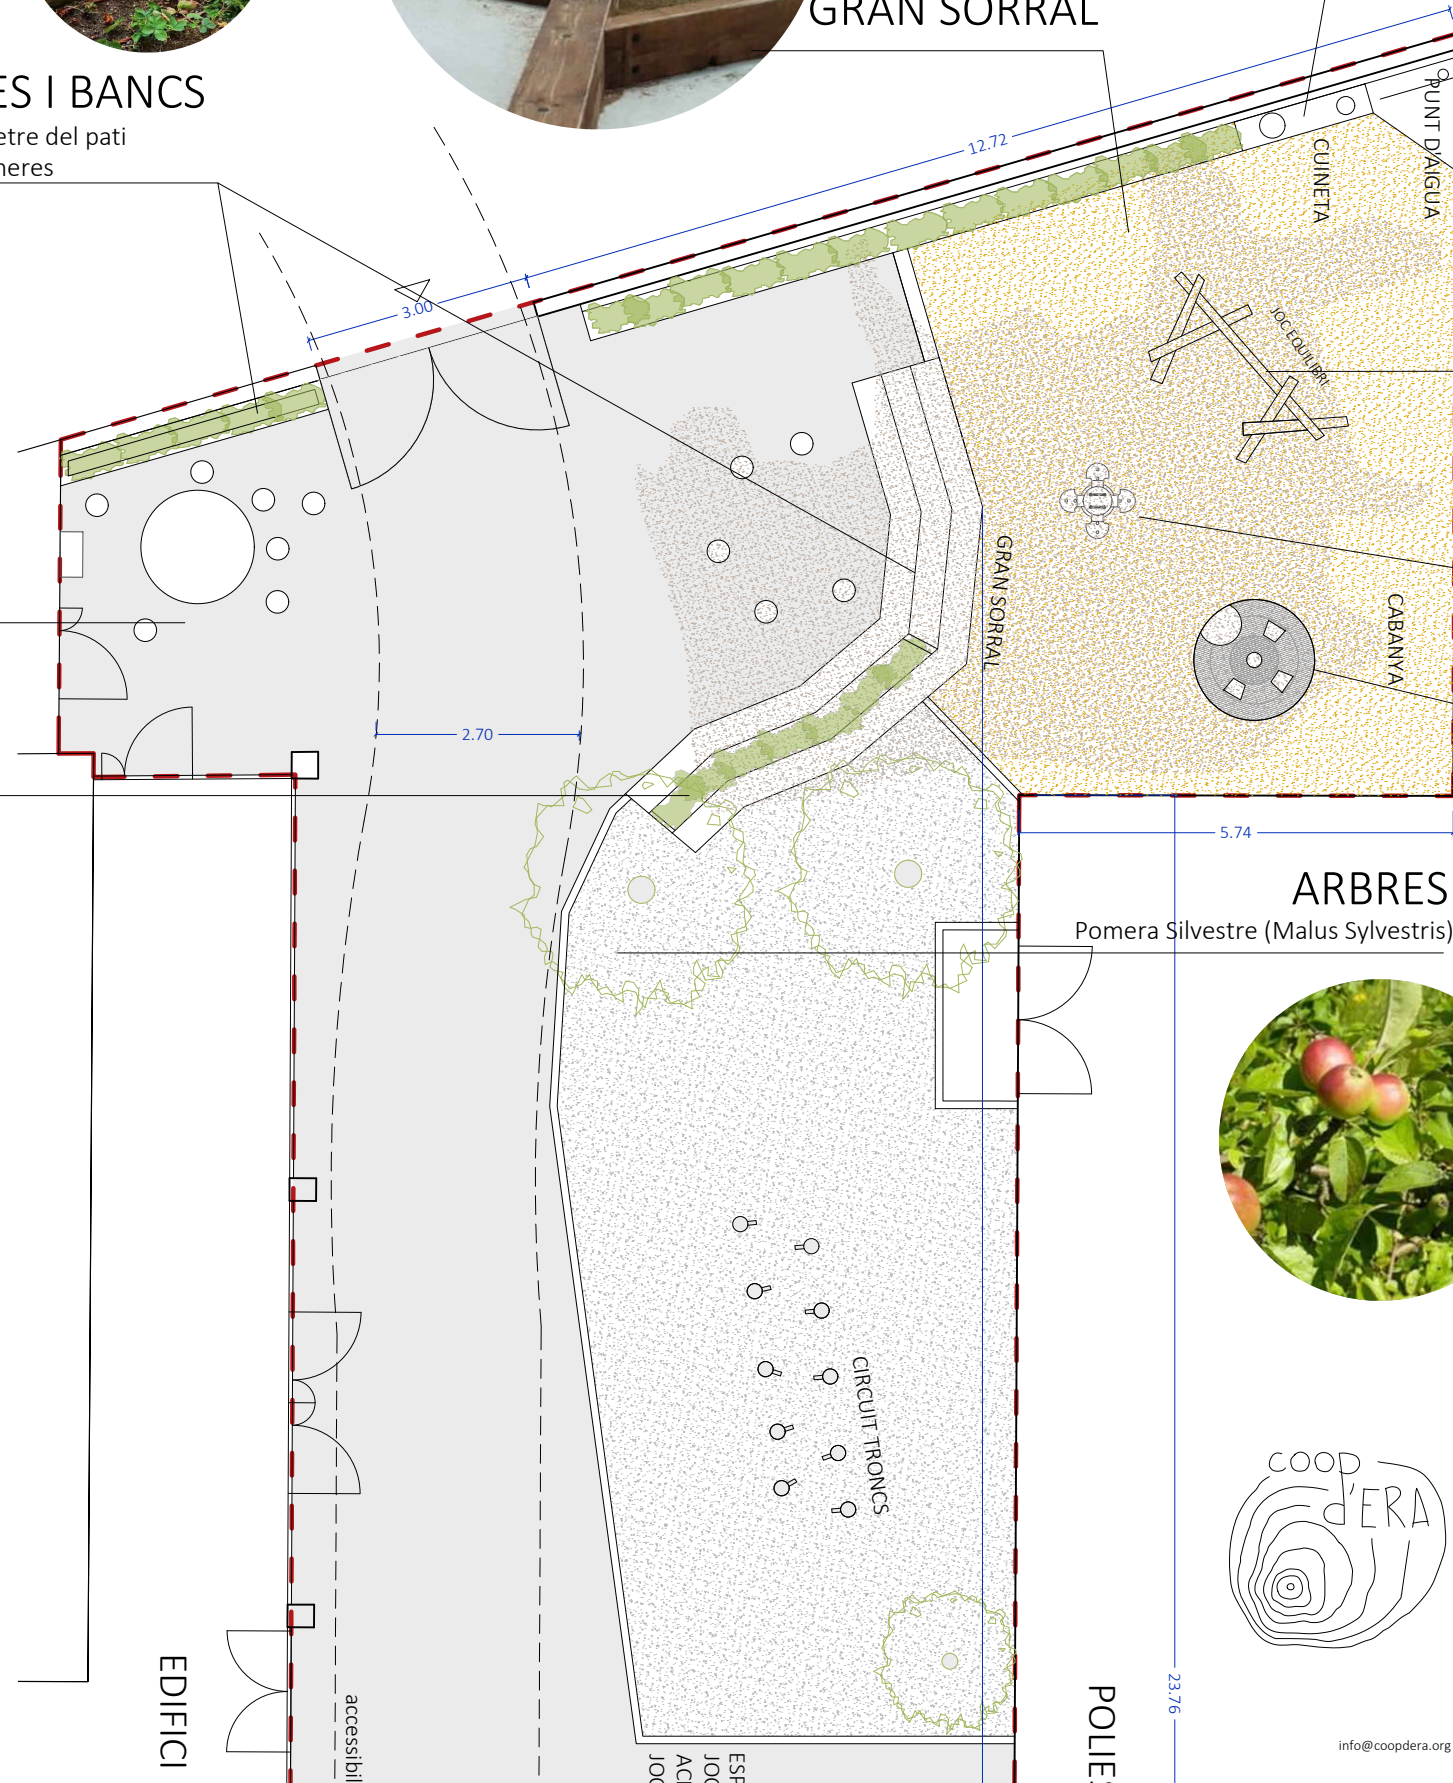 GRAN SORRAL
ES I BANCS
etre del pati
neres
12.72
3.00
PUNT D'AIGUA
CUINETA
JOC EQUILIBRI
GRAN SORRAL
CABANYA
2.70
5.74
ARBRES
Pomera Silvestre (Malus Sylvestris)
CIRCUIT TRONCS
COOP
d'ERA
EDIFICI
accessibil
POLIES
23.76
info@coopdera.org